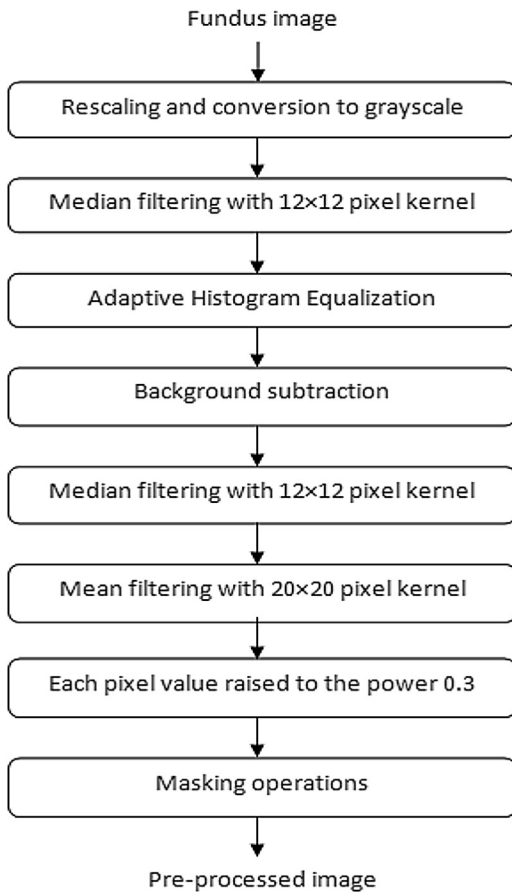 Fundus image
Rescaling and conversion to grayscale
Median filtering with 12×12 pixel kernel
Adaptive Histogram Equalization
Background subtraction
Median filtering with 12×12 pixel kernel
Mean filtering with 20×20 pixel kernel
Each pixel value raised to the power 0.3
Masking operations
Pre-processed image